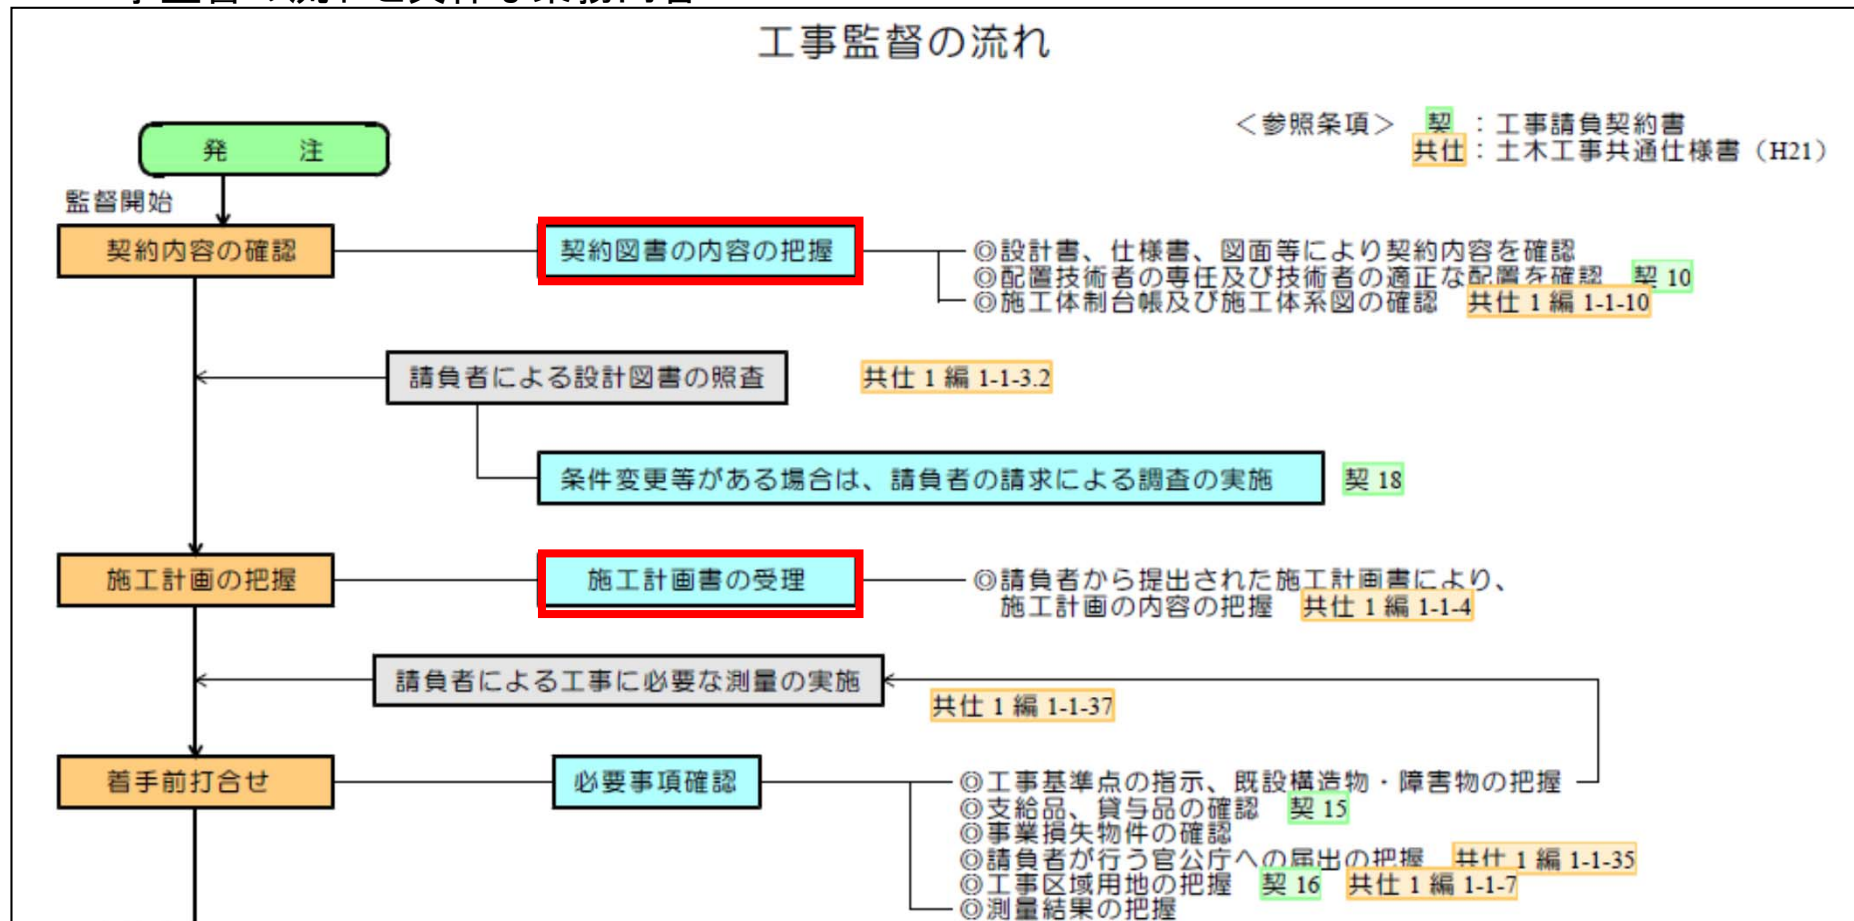 工事監督の流れ
＜参照条項＞ 契 ：工事請負契約書
共仕：土木工事共通仕様書（H21）
発 注
監督開始
契約内容の確認
契約図書の内容の把握
◎設計書、仕様書、図面等により契約内容を確認
◎配置技術者の専任及び技術者の適正な配置を確認 契 10
◎施工体制台帳及び施工体系図の確認 共仕 1 編 1-1-10
請負者による設計図書の照査 共仕 1 編 1-1-3.2
条件変更等がある場合は、請負者の請求による調査の実施 契 18
施工計画の把握
施工計画書の受理
◎請負者から提出された施工計画書により、
施工計画の内容の把握 共仕 1 編 1-1-4
請負者による工事に必要な測量の実施
共仕 1 編 1-1-37
着手前打合せ
必要事項確認
◎工事基準点の指示、既設構造物・障害物の把握
◎支給品、貸与品の確認 契 15
◎事業損失物件の確認
◎請負者が行う官公庁への届出の把握 共仕 1 編 1-1-35
◎工事区域用地の把握 契 16 共仕 1 編 1-1-7
◎測量結果の把握